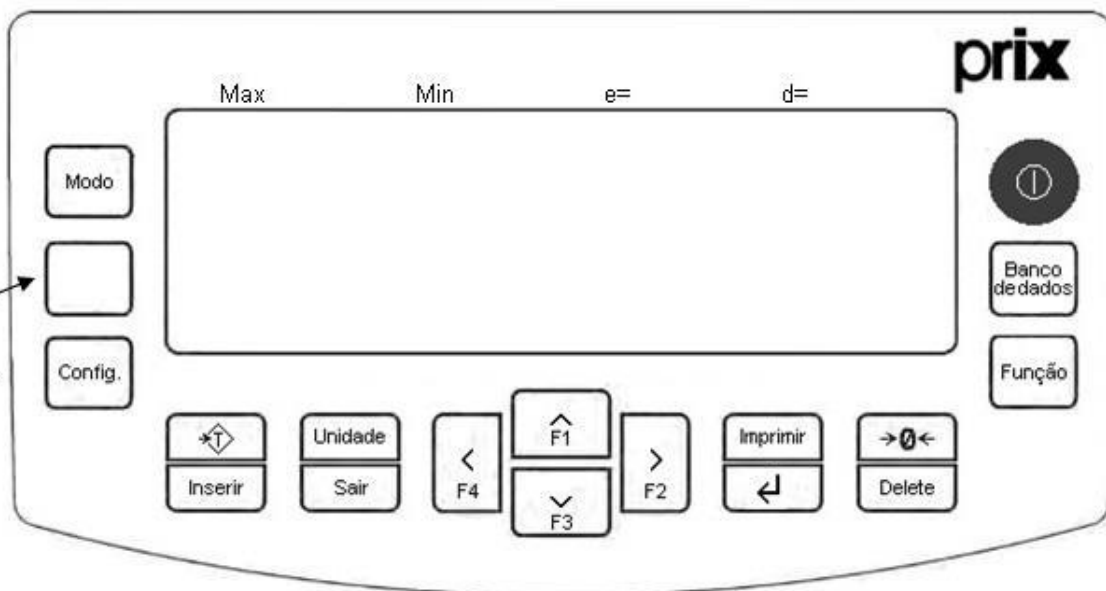 prix
Max Min e= d=
Modo
Banco
de dados
Config.
Função
T
Inserir
Unidade
Sair
<
F4
^
F1
v
F3
>
F2
Imprimir
↵
→0←
Delete